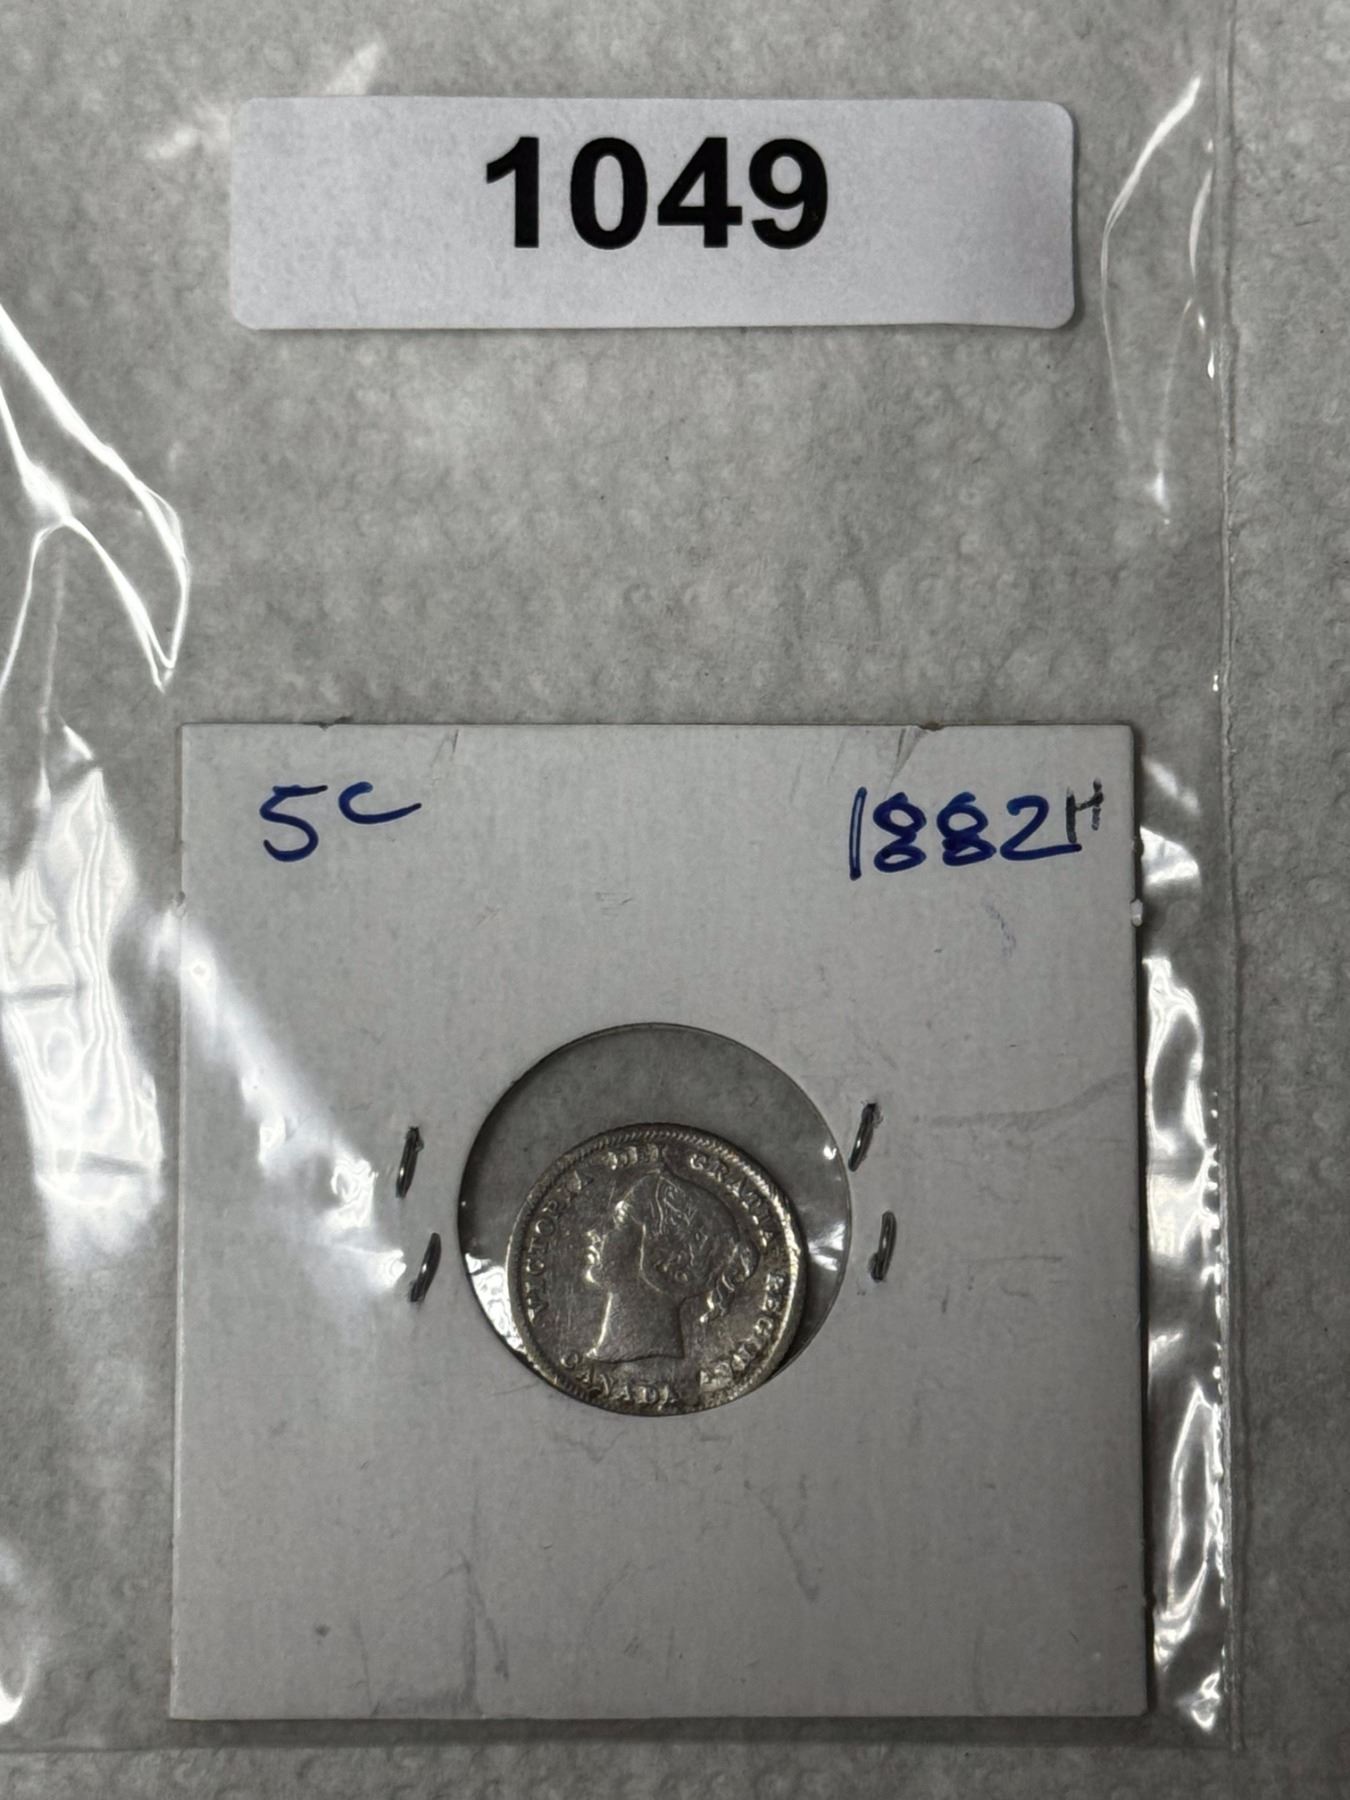 1049
5c 1882H
VICTORIA DEI GRATIA REGINA.
CANADA